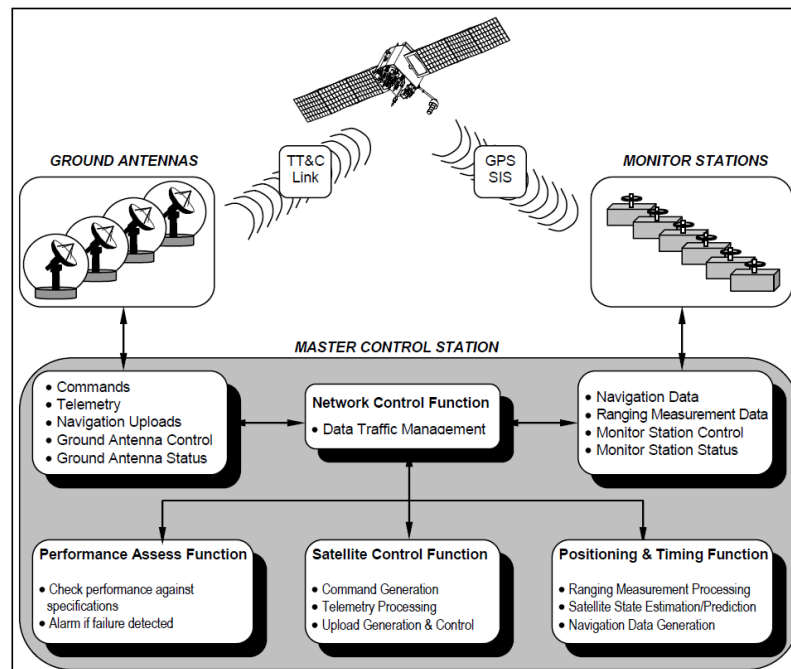 GROUND ANTENNAS
TT&C
Link
GPS
SIS
MONITOR STATIONS
MASTER CONTROL STATION
• Commands
• Telemetry
• Navigation Uploads
• Ground Antenna Control
• Ground Antenna Status
Network Control Function
• Data Traffic Management
• Navigation Data
• Ranging Measurement Data
• Monitor Station Control
• Monitor Station Status
Performance Assess Function
• Check performance against
specifications
• Alarm if failure detected
Satellite Control Function
• Command Generation
• Telemetry Processing
• Upload Generation & Control
Positioning & Timing Function
• Ranging Measurement Processing
• Satellite State Estimation/Prediction
• Navigation Data Generation